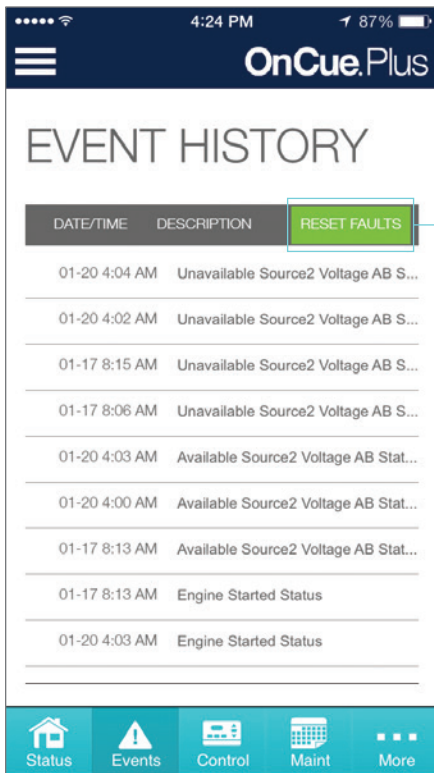 4:24 PM 87%
OnCue.Plus
EVENT HISTORY
DATE/TIME DESCRIPTION RESET FAULTS
01-20 4:04 AM Unavailable Source2 Voltage AB S...
01-20 4:02 AM Unavailable Source2 Voltage AB S...
01-17 8:15 AM Unavailable Source2 Voltage AB S...
01-17 8:06 AM Unavailable Source2 Voltage AB S...
01-20 4:03 AM Available Source2 Voltage AB Stat...
01-20 4:00 AM Available Source2 Voltage AB Stat...
01-17 8:13 AM Available Source2 Voltage AB Stat...
01-17 8:13 AM Engine Started Status
01-20 4:03 AM Engine Started Status
Status Events Control Maint More